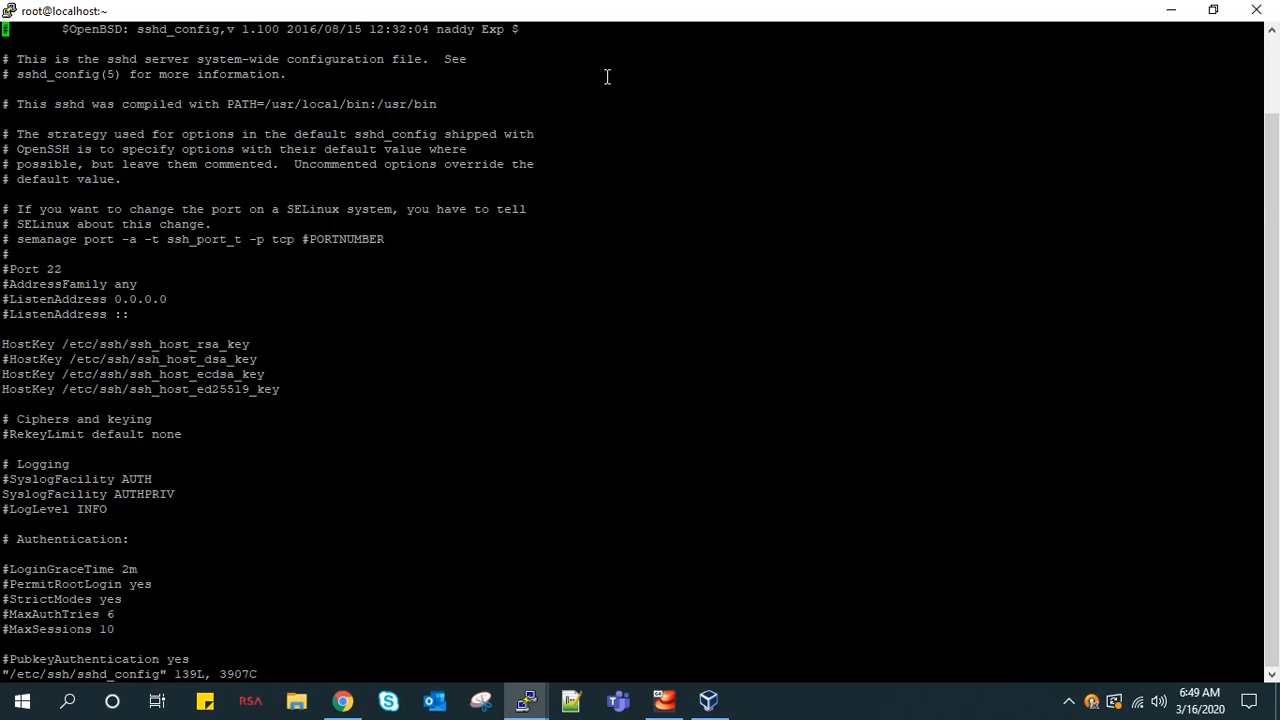 root@localhost:~
#       $OpenBSD: sshd_config,v 1.100 2016/08/15 12:32:04 naddy Exp $
# This is the sshd server system-wide configuration file.  See
# sshd_config(5) for more information.
# This sshd was compiled with PATH=/usr/local/bin:/usr/bin
# The strategy used for options in the default sshd_config shipped with
# OpenSSH is to specify options with their default value where
# possible, but leave them commented.  Uncommented options override the
# default value.
# If you want to change the port on a SELinux system, you have to tell
# SELinux about this change.
# semanage port -a -t ssh_port_t -p tcp #PORTNUMBER
#
#Port 22
#AddressFamily any
#ListenAddress 0.0.0.0
#ListenAddress ::
HostKey /etc/ssh/ssh_host_rsa_key
#HostKey /etc/ssh/ssh_host_dsa_key
HostKey /etc/ssh/ssh_host_ecdsa_key
HostKey /etc/ssh/ssh_host_ed25519_key
# Ciphers and keying
#RekeyLimit default none
# Logging
#SyslogFacility AUTH
SyslogFacility AUTHPRIV
#LogLevel INFO
# Authentication:
#LoginGraceTime 2m
#PermitRootLogin yes
#StrictModes yes
#MaxAuthTries 6
#MaxSessions 10
#PubkeyAuthentication yes
"/etc/ssh/sshd_config" 139L, 3907C
RSA
6:49 AM
3/16/2020